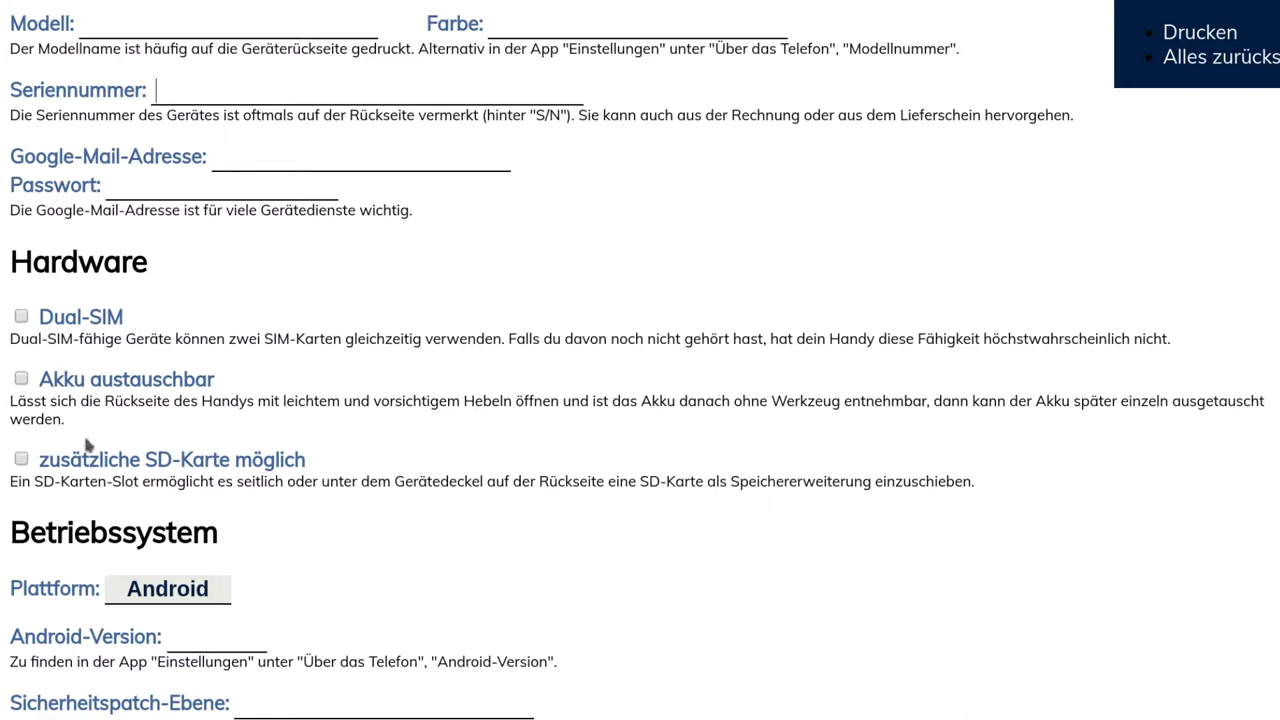 Modell: Farbe:
Der Modellname ist häufig auf die Geräterückseite gedruckt. Alternativ in der App "Einstellungen" unter "Über das Telefon", "Modellnummer".
Drucken
Alles zurücks
Seriennummer:
Die Seriennummer des Gerätes ist oftmals auf der Rückseite vermerkt (hinter "S/N"). Sie kann auch aus der Rechnung oder aus dem Lieferschein hervorgehen.
Google-Mail-Adresse:
Passwort:
Die Google-Mail-Adresse ist für viele Gerätedienste wichtig.
Hardware
Dual-SIM
Dual-SIM-fähige Geräte können zwei SIM-Karten gleichzeitig verwenden. Falls du davon noch nicht gehört hast, hat dein Handy diese Fähigkeit höchstwahrscheinlich nicht.
Akku austauschbar
Lässt sich die Rückseite des Handys mit leichtem und vorsichtigem Hebeln öffnen und ist das Akku danach ohne Werkzeug entnehmbar, dann kann der Akku später einzeln ausgetauscht
werden.
zusätzliche SD-Karte möglich
Ein SD-Karten-Slot ermöglicht es seitlich oder unter dem Gerätedeckel auf der Rückseite eine SD-Karte als Speichererweiterung einzuschieben.
Betriebssystem
Plattform: Android
Android-Version:
Zu finden in der App "Einstellungen" unter "Über das Telefon", "Android-Version".
Sicherheitspatch-Ebene: